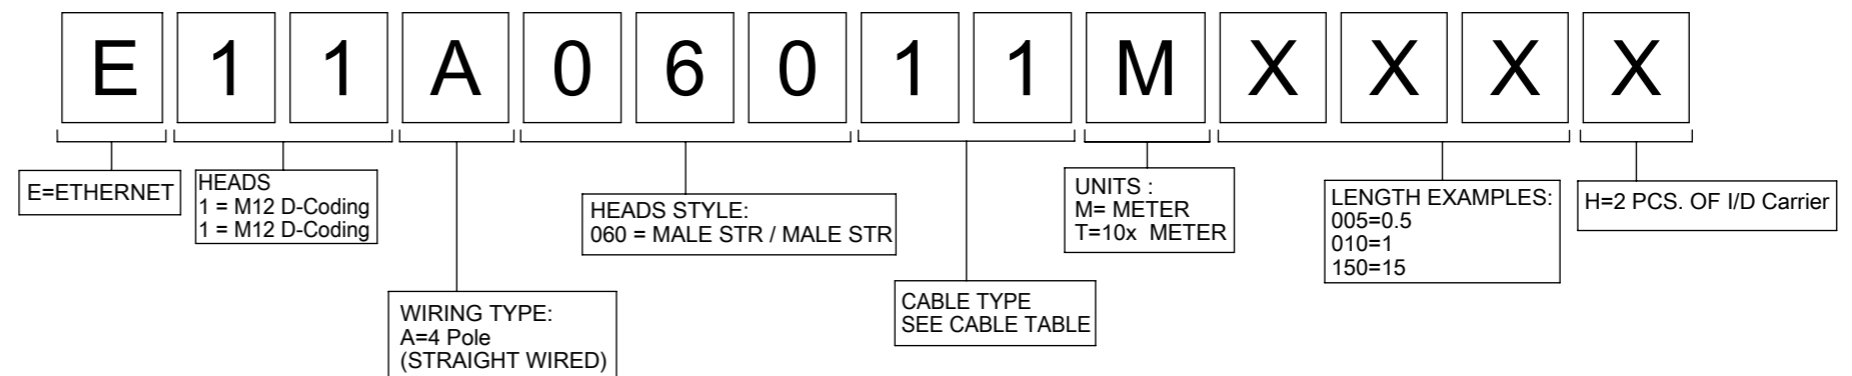 E 1 1 A 0 6 0 1 1 M X X X X
E=ETHERNET
HEADS
1 = M12 D-Coding
1 = M12 D-Coding
WIRING TYPE:
A=4 Pole
(STRAIGHT WIRED)
HEADS STYLE:
060 = MALE STR / MALE STR
CABLE TYPE
SEE CABLE TABLE
UNITS :
M= METER
T=10x METER
LENGTH EXAMPLES:
005=0.5
010=1
150=15
H=2 PCS. OF I/D Carrier